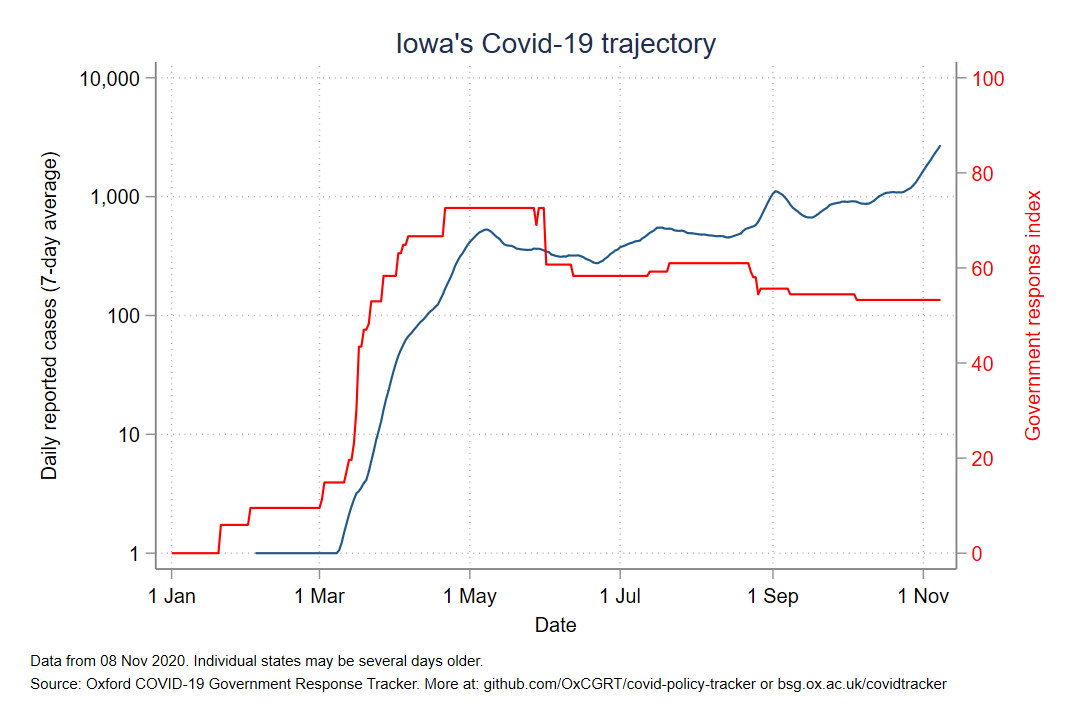 Iowa's Covid-19 trajectory
10,000
1,000
100
10
1
Daily reported cases (7-day average)
100
80
60
40
20
0
Government response index
1 Jan 1 Mar 1 May 1 Jul 1 Sep 1 Nov
Date
Data from 08 Nov 2020. Individual states may be several days older.
Source: Oxford COVID-19 Government Response Tracker. More at: github.com/OxCGRT/covid-policy-tracker or bsg.ox.ac.uk/covidtracker